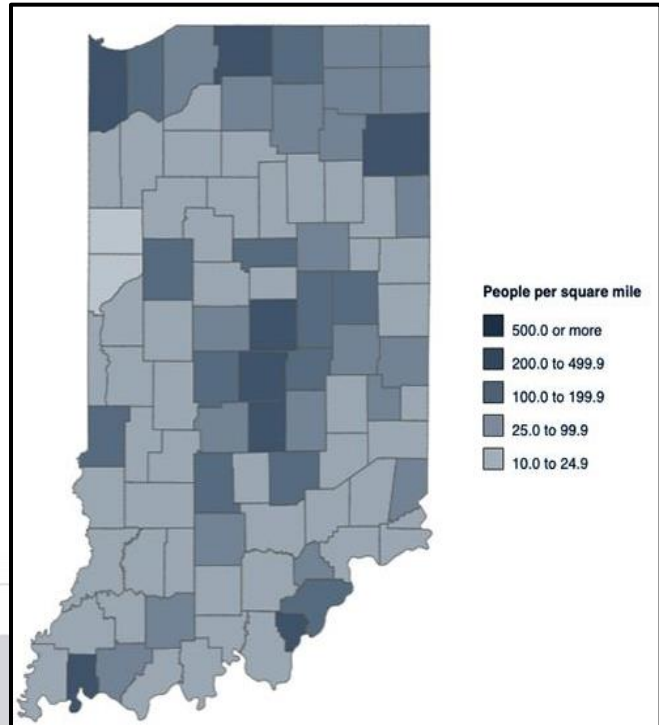 People per square mile
500.0 or more
200.0 to 499.9
100.0 to 199.9
25.0 to 99.9
10.0 to 24.9